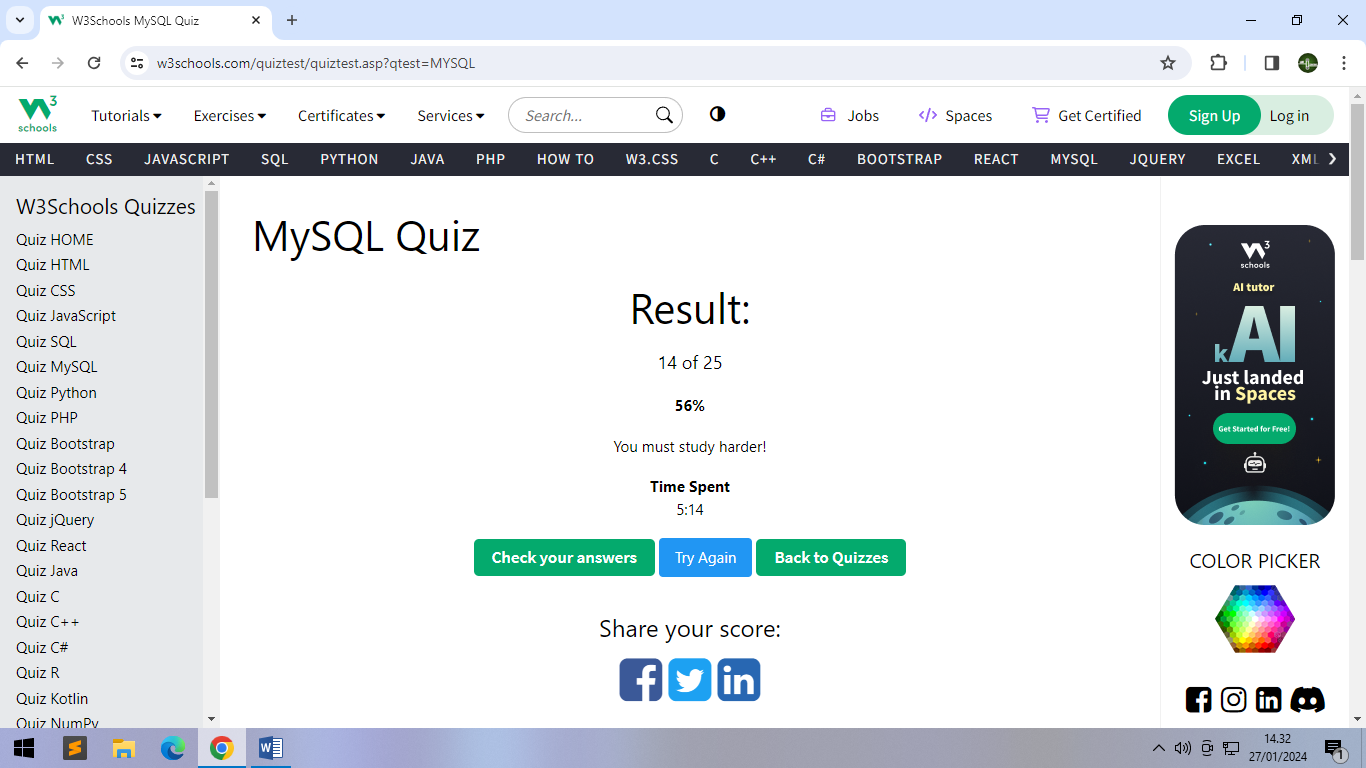 W3Schools MySQL Quiz
w3schools.com/quiztest/quiztest.asp?qtest=MYSQL
3
schools
Tutorials Exercises Certificates Services Search... Jobs Spaces Get Certified Sign Up Log in
HTML CSS JAVASCRIPT SQL PYTHON JAVA PHP HOW TO W3.CSS C C++ C# BOOTSTRAP REACT MYSQL JQUERY EXCEL XML
W3Schools Quizzes
Quiz HOME
Quiz HTML
Quiz CSS
Quiz JavaScript
Quiz SQL
Quiz MySQL
Quiz Python
Quiz PHP
Quiz Bootstrap
Quiz Bootstrap 4
Quiz Bootstrap 5
Quiz jQuery
Quiz React
Quiz Java
Quiz C
Quiz C++
Quiz C#
Quiz R
Quiz Kotlin
Quiz NumPy
MySQL Quiz
Result:
14 of 25
56%
You must study harder!
Time Spent
5:14
Check your answers Try Again Back to Quizzes
Share your score:
3
schools
AI tutor
kAI
Just landed
in Spaces
Get Started for Free!
COLOR PICKER
14.32
27/01/2024
1